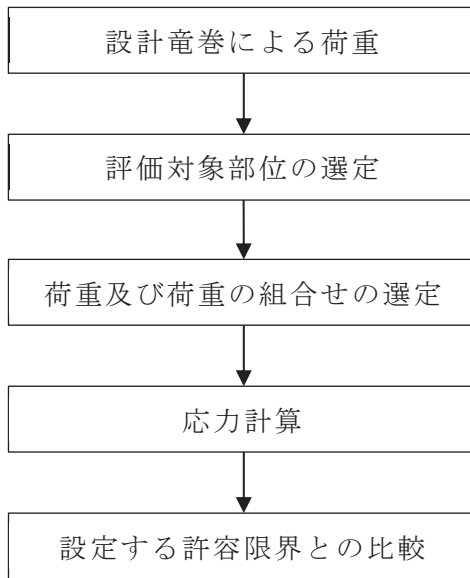 設計竜巻による荷重
評価対象部位の選定
荷重及び荷重の組合せの選定
応力計算
設定する許容限界との比較